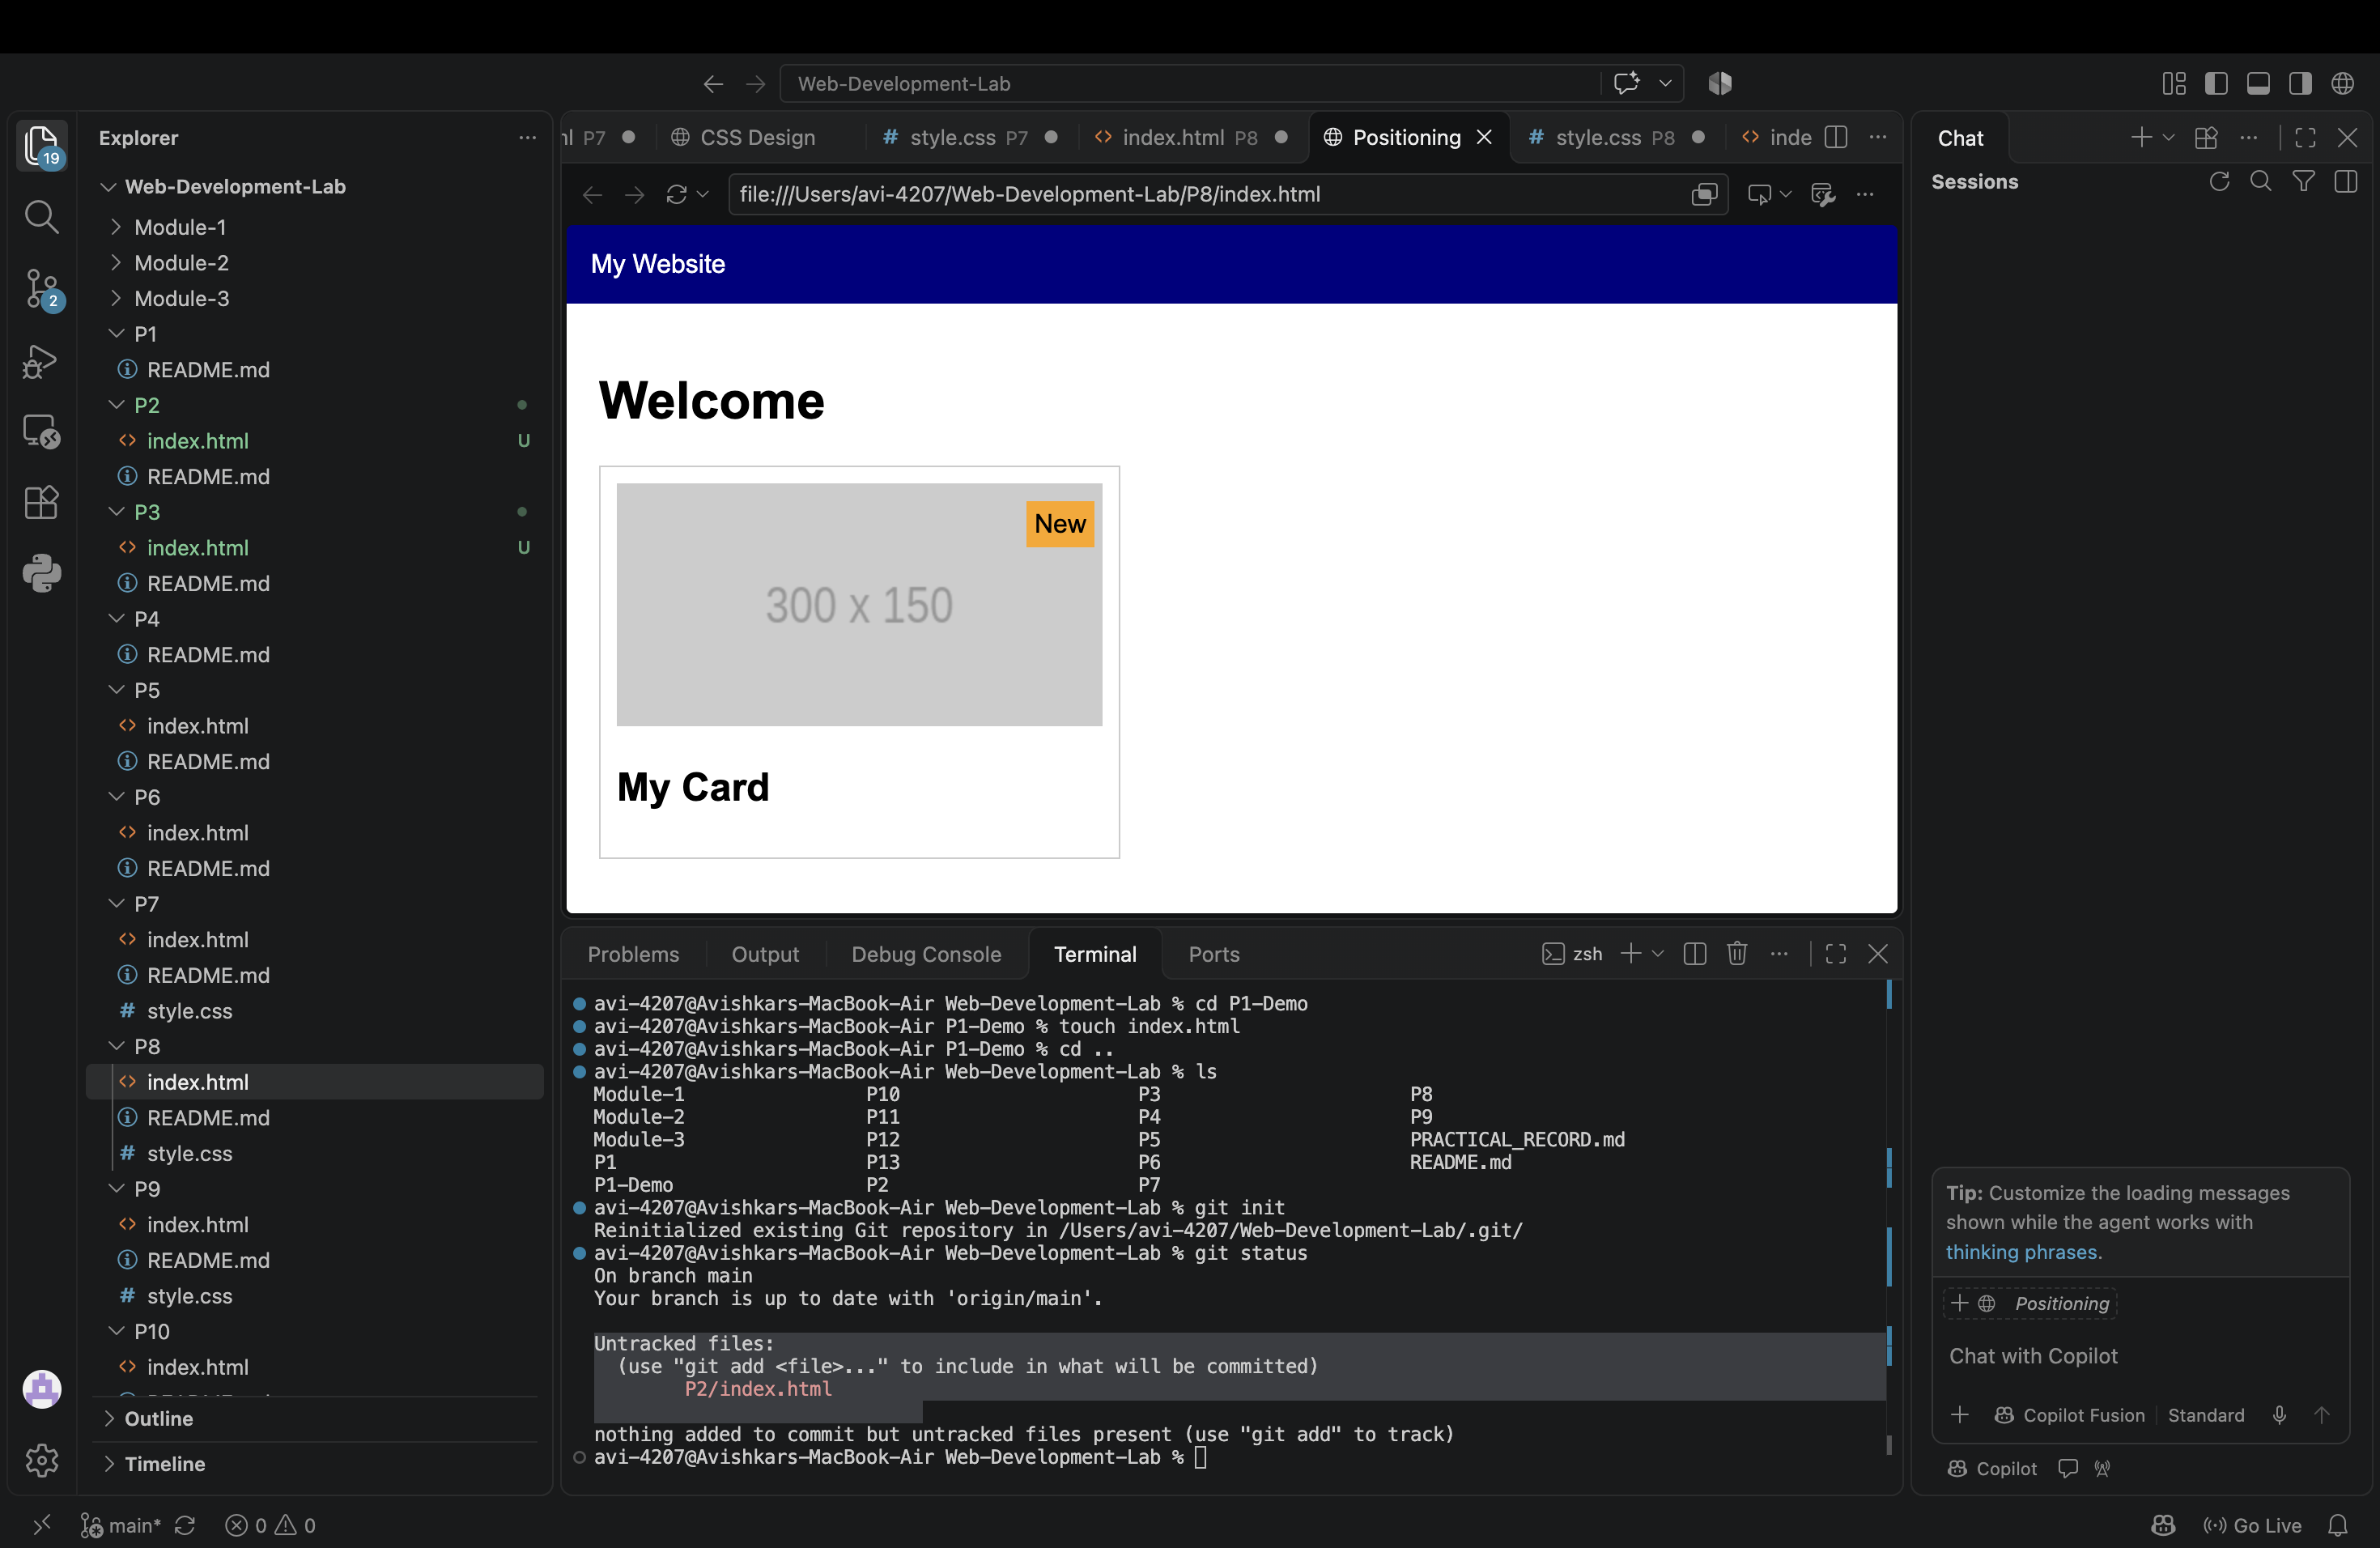 Web-Development-Lab
Explorer
19
2
Web-Development-Lab
Module-1
Module-2
Module-3
P1
README.md
P2
index.html U
README.md
P3
index.html U
README.md
P4
README.md
P5
index.html
README.md
P6
index.html
README.md
P7
index.html
README.md
# style.css
P8
index.html
README.md
# style.css
P9
index.html
README.md
# style.css
P10
index.html
Outline
Timeline
P7
CSS Design
# style.css P7
index.html P8
Positioning
# style.css P8
inde
file:///Users/avi-4207/Web-Development-Lab/P8/index.html
My Website
Welcome
New
300 x 150
My Card
Problems Output Debug Console Terminal Ports
zsh
avi-4207@Avishkars-MacBook-Air Web-Development-Lab % cd P1-Demo
avi-4207@Avishkars-MacBook-Air P1-Demo % touch index.html
avi-4207@Avishkars-MacBook-Air P1-Demo % cd ..
avi-4207@Avishkars-MacBook-Air Web-Development-Lab % ls
Module-1 P10 P3 P8
Module-2 P11 P4 P9
Module-3 P12 P5 PRACTICAL_RECORD.md
P1 P13 P6 README.md
P1-Demo P2 P7
avi-4207@Avishkars-MacBook-Air Web-Development-Lab % git init
Reinitialized existing Git repository in /Users/avi-4207/Web-Development-Lab/.git/
avi-4207@Avishkars-MacBook-Air Web-Development-Lab % git status
On branch main
Your branch is up to date with 'origin/main'.
Untracked files:
(use "git add <file>..." to include in what will be committed)
P2/index.html
nothing added to commit but untracked files present (use "git add" to track)
avi-4207@Avishkars-MacBook-Air Web-Development-Lab %
Chat
Sessions
Tip: Customize the loading messages
shown while the agent works with
thinking phrases.
Positioning
Chat with Copilot
Copilot Fusion Standard
Copilot
main* 0 0
Go Live